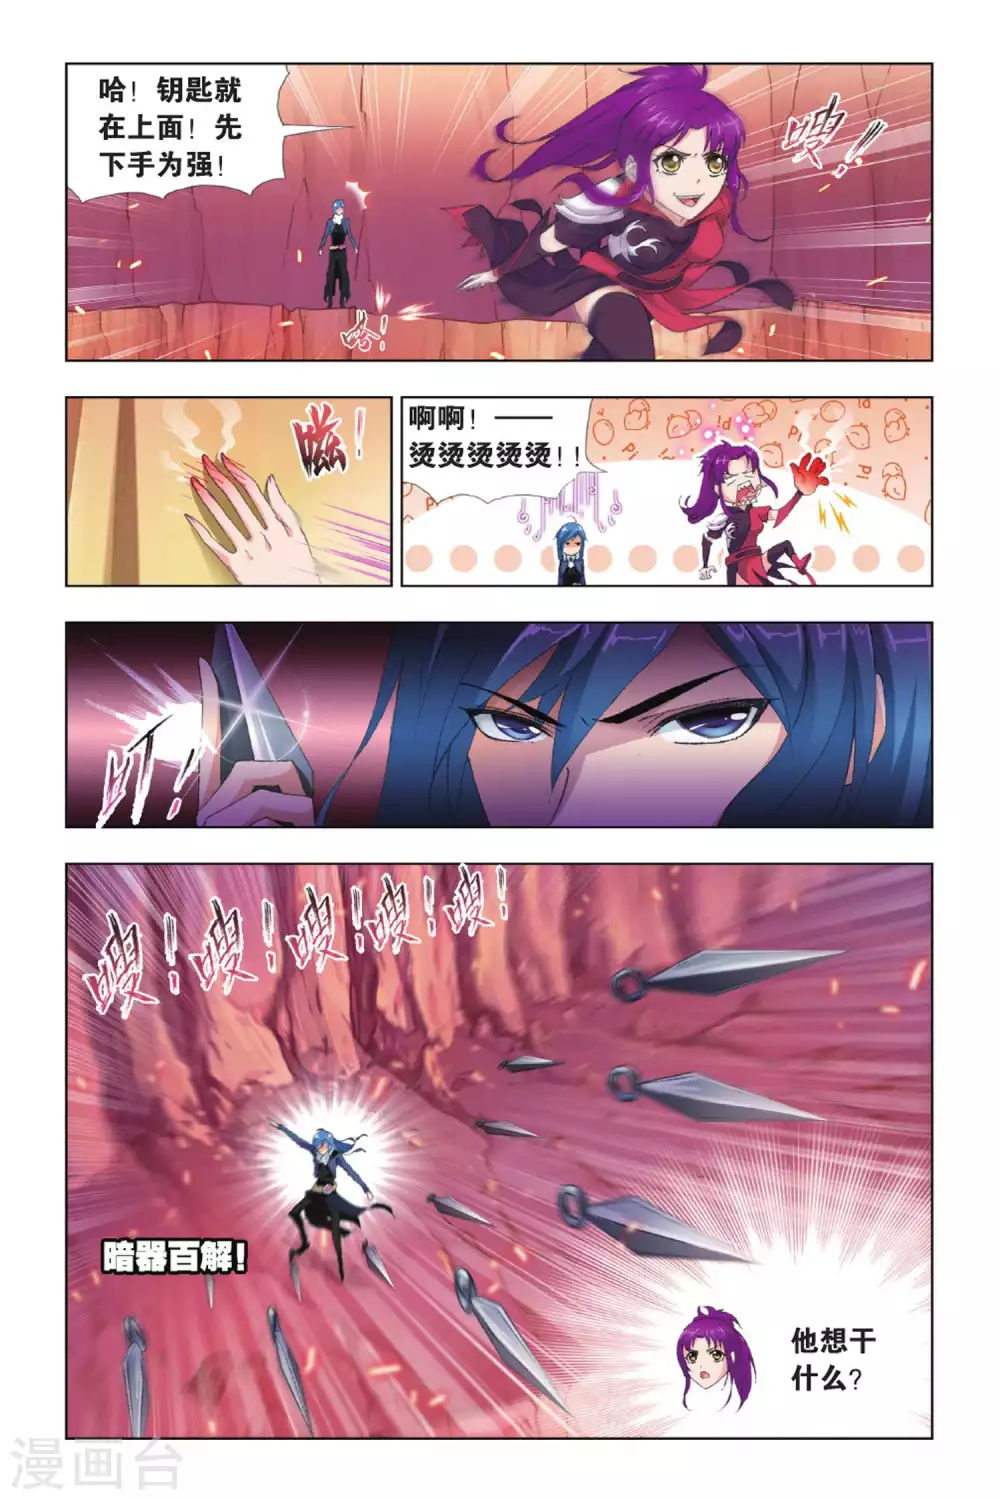 哈！钥匙就
在上面！先
下手为强！
嗖！
咯！
嗞！
啊啊！——
烫烫烫烫烫！！
叮！
嗖！嗖！嗖！嗖！嗖！
暗器百解！
他想干
什么？
漫画台